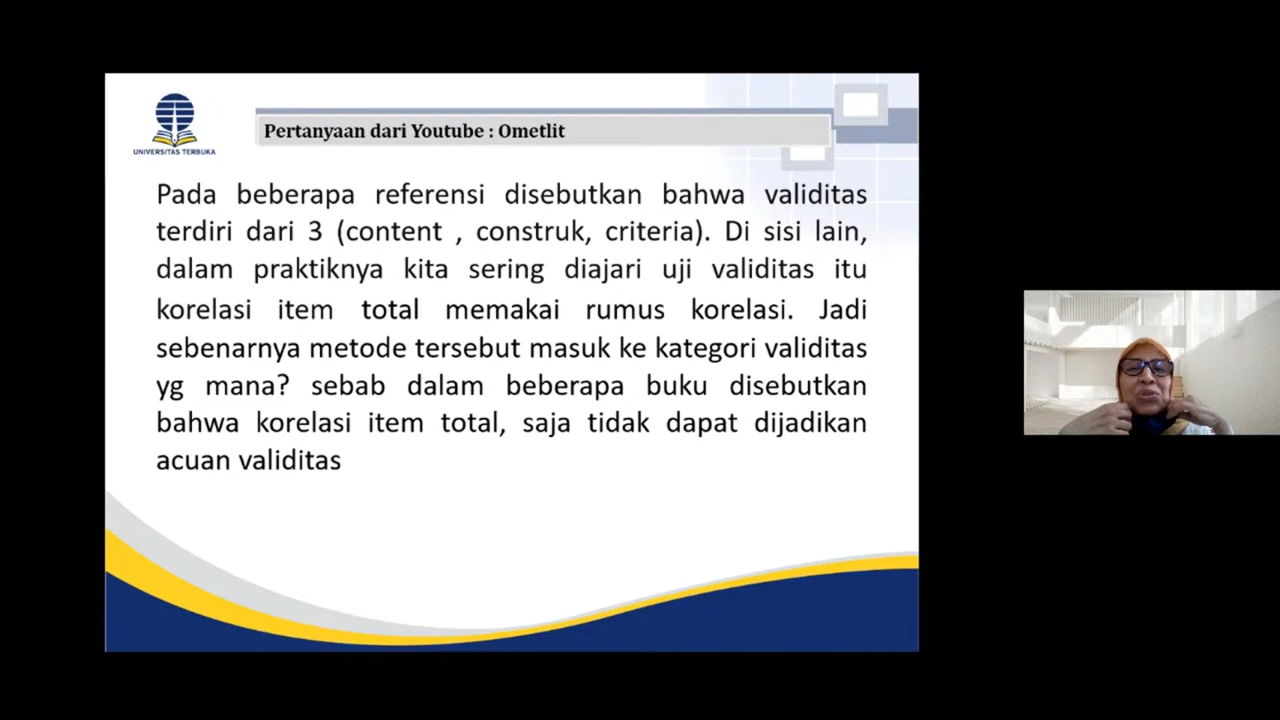 UNIVERSITAS TERBUKA
Pertanyaan dari Youtube : Ometlit
Pada beberapa referensi disebutkan bahwa validitas
terdiri dari 3 (content , construk, criteria). Di sisi lain,
dalam praktiknya kita sering diajari uji validitas itu
korelasi item total memakai rumus korelasi. Jadi
sebenarnya metode tersebut masuk ke kategori validitas
yg mana? sebab dalam beberapa buku disebutkan
bahwa korelasi item total, saja tidak dapat dijadikan
acuan validitas